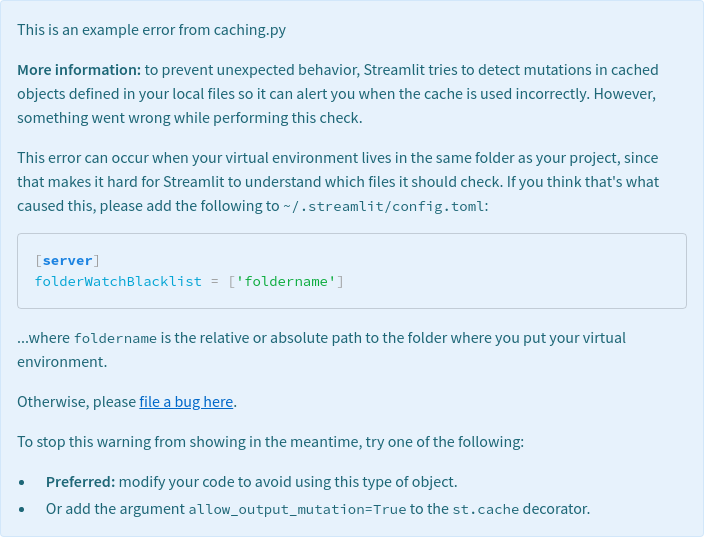 This is an example error from caching.py
More information: to prevent unexpected behavior, Streamlit tries to detect mutations in cached
objects defined in your local files so it can alert you when the cache is used incorrectly. However,
something went wrong while performing this check.
This error can occur when your virtual environment lives in the same folder as your project, since
that makes it hard for Streamlit to understand which files it should check. If you think that's what
caused this, please add the following to ~/.streamlit/config.toml:
[server]
folderWatchBlacklist = ['foldername']
...where foldername is the relative or absolute path to the folder where you put your virtual
environment.
Otherwise, please file a bug here.
To stop this warning from showing in the meantime, try one of the following:
• Preferred: modify your code to avoid using this type of object.
• Or add the argument allow_output_mutation=True to the st.cache decorator.